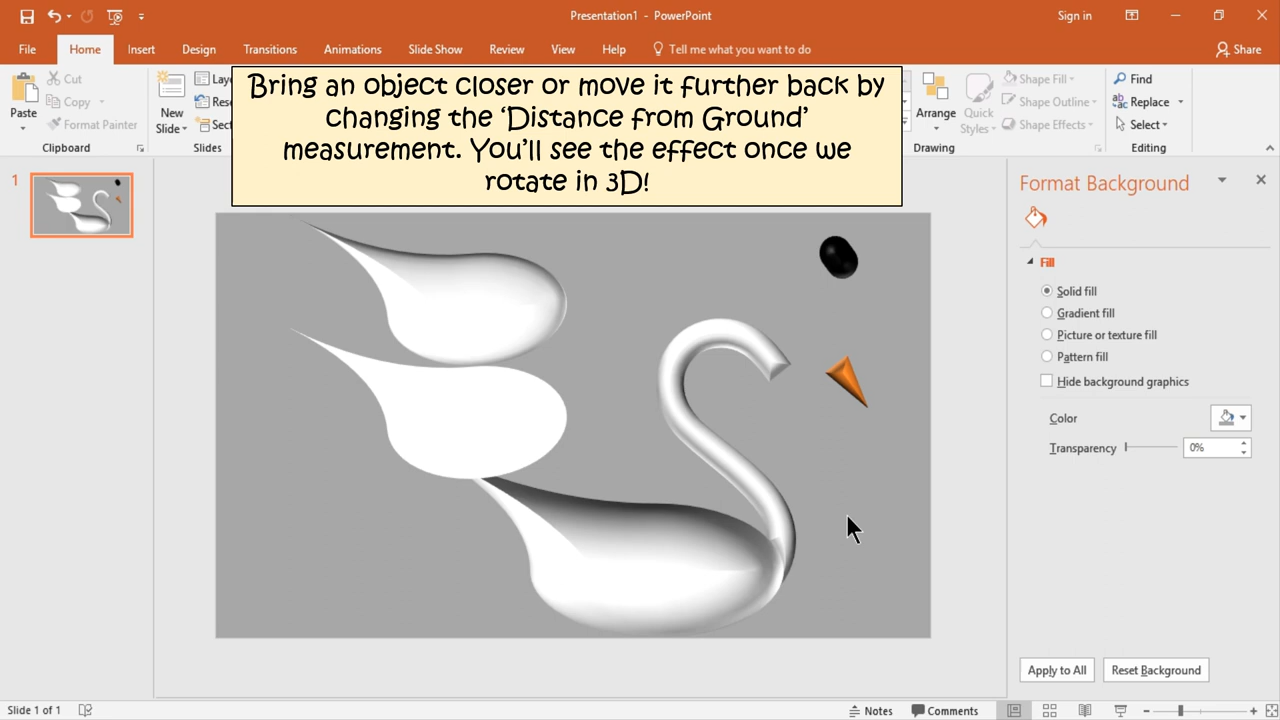 Presentation1 - PowerPoint
Sign in
File Home Insert Design Transitions Animations Slide Show Review View Help Tell me what you want to do Share
Cut
Copy
Format Painter
Paste
Clipboard
New
Slide
Slides
Bring an object closer or move it further back by
changing the ‘Distance from Ground’
measurement. You’ll see the effect once we
rotate in 3D!
Arrange
Quick
Styles
Shape Fill
Shape Outline
Shape Effects
Drawing
Find
Replace
Select
Editing
1
Format Background
Fill
Solid fill
Gradient fill
Picture or texture fill
Pattern fill
Hide background graphics
Color
Transparency 0%
Apply to All Reset Background
Slide 1 of 1
Notes Comments